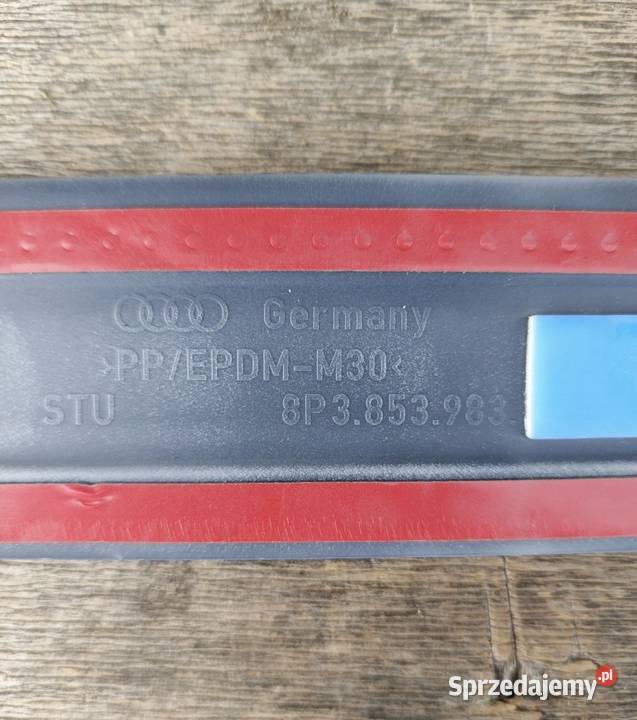 Germany
>PP/EPDM-M30<
STU 8P3.853.983
Sprzedajemy.pl